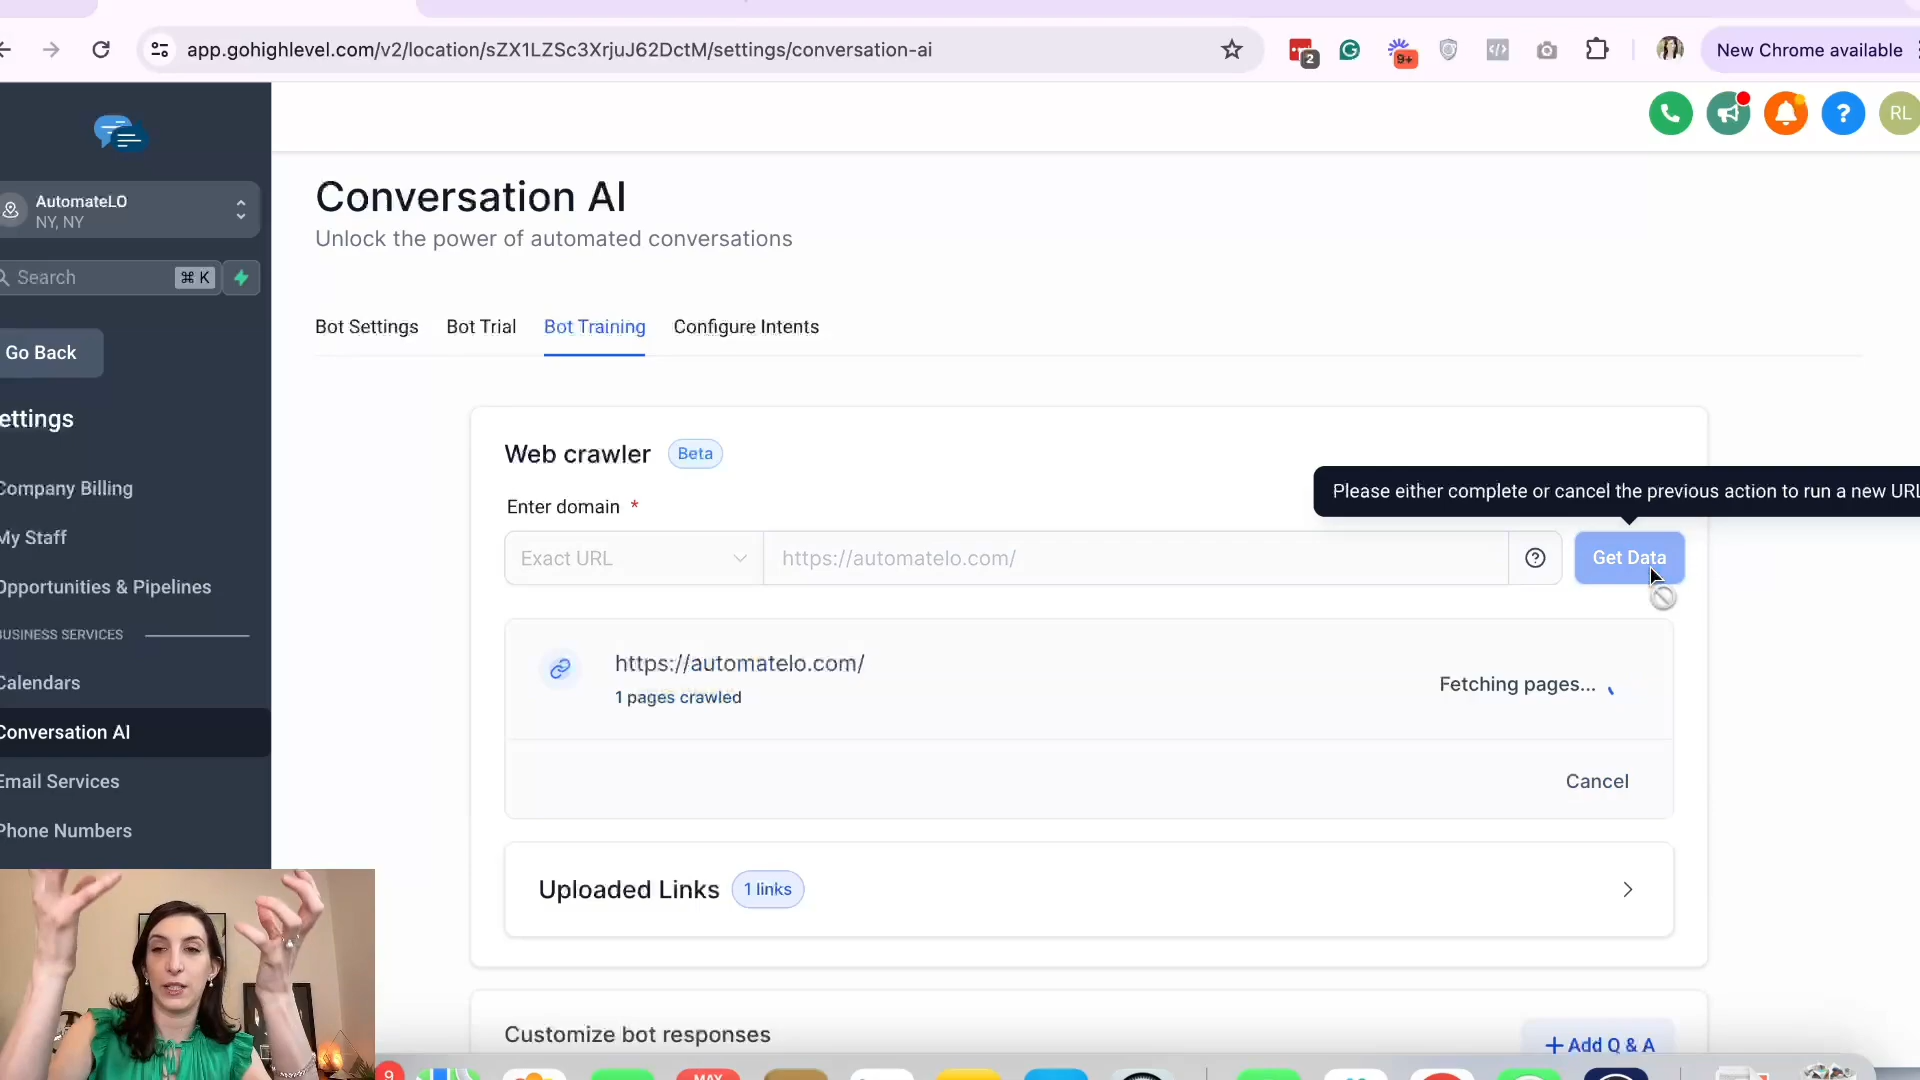 app.gohighlevel.com/v2/location/sZX1LZSc3XrjuJ62DctM/settings/conversation-ai
2
9+
New Chrome available
RL
AutomateLO
NY, NY
Search
⌘ K
Go Back
ettings
Company Billing
My Staff
Opportunities & Pipelines
BUSINESS SERVICES
Calendars
Conversation AI
Email Services
Phone Numbers
Conversation AI
Unlock the power of automated conversations
Bot Settings
Bot Trial
Bot Training
Configure Intents
Web crawler
Beta
Please either complete or cancel the previous action to run a new URL
Enter domain *
Exact URL
https://automatelo.com/
Get Data
https://automatelo.com/
1 pages crawled
Fetching pages...
Cancel
Uploaded Links
1 links
Customize bot responses
+ Add Q & A
9
MAY